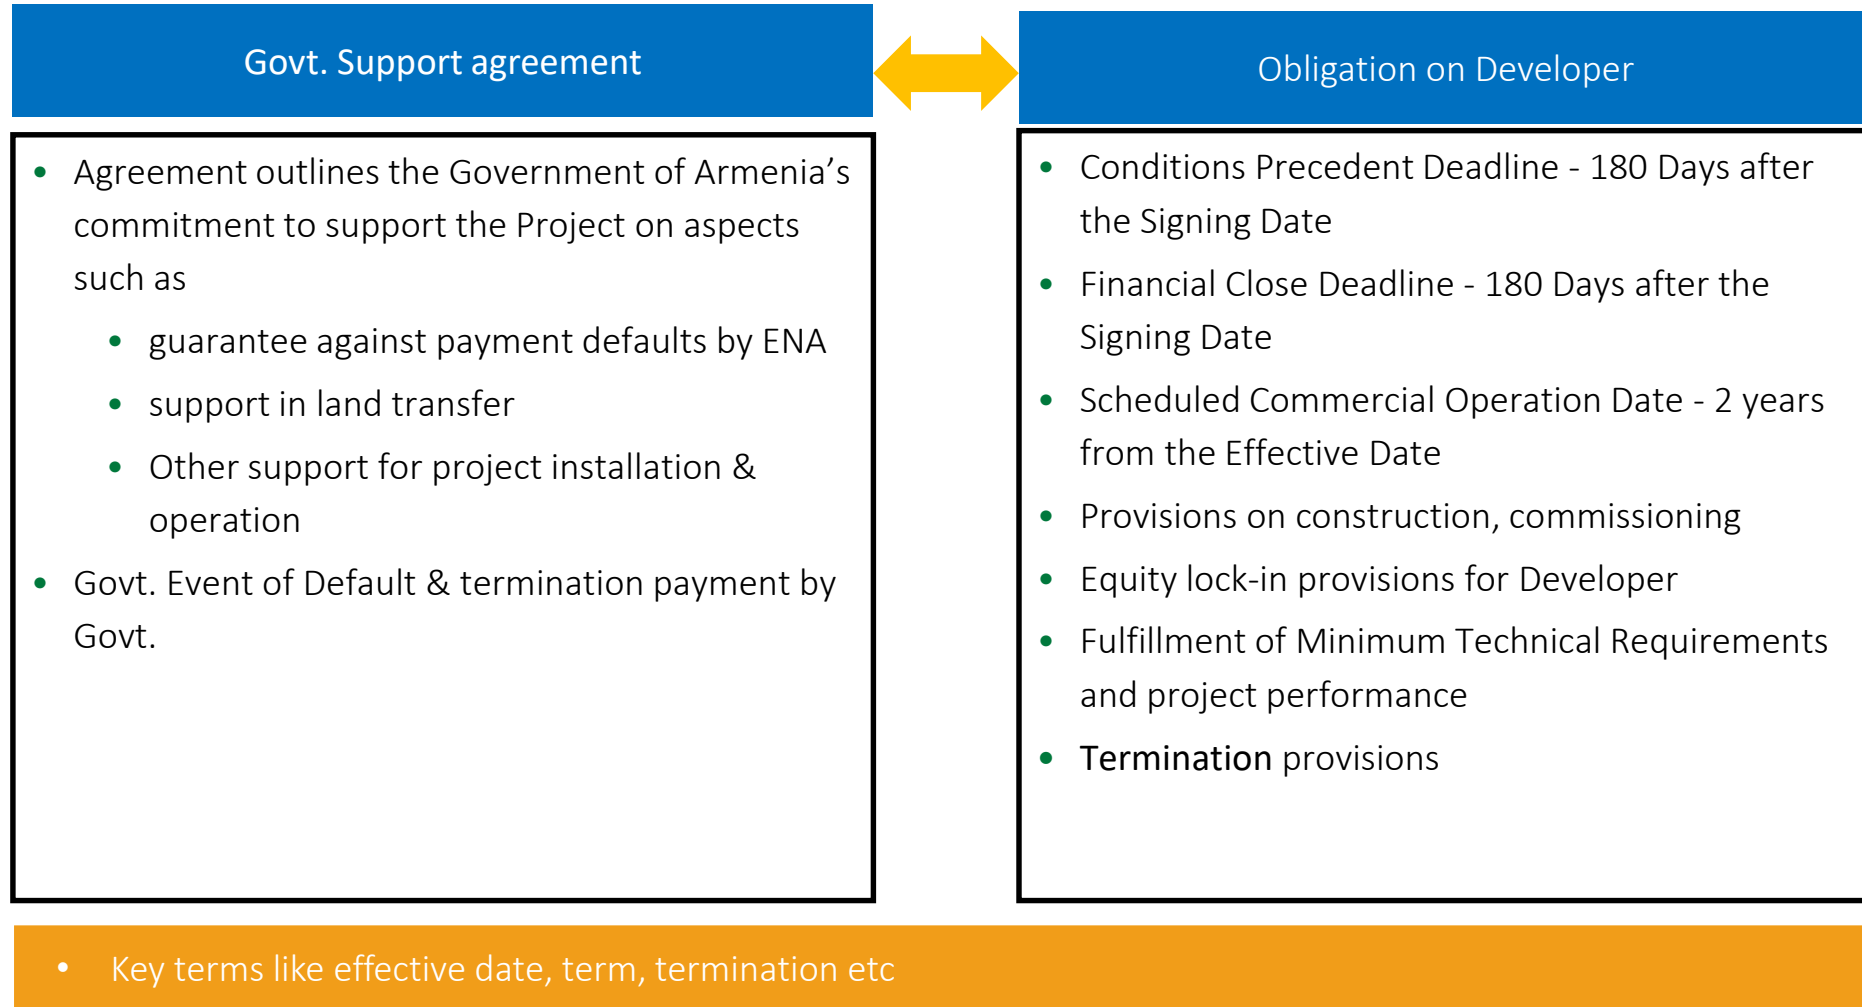 Govt. Support agreement
Obligation on Developer
• Agreement outlines the Government of Armenia’s
commitment to support the Project on aspects
such as
• guarantee against payment defaults by ENA
• support in land transfer
• Other support for project installation &
operation
• Govt. Event of Default & termination payment by
Govt.
• Conditions Precedent Deadline - 180 Days after
the Signing Date
• Financial Close Deadline - 180 Days after the
Signing Date
• Scheduled Commercial Operation Date - 2 years
from the Effective Date
• Provisions on construction, commissioning
• Equity lock-in provisions for Developer
• Fulfillment of Minimum Technical Requirements
and project performance
• Termination provisions
• Key terms like effective date, term, termination etc